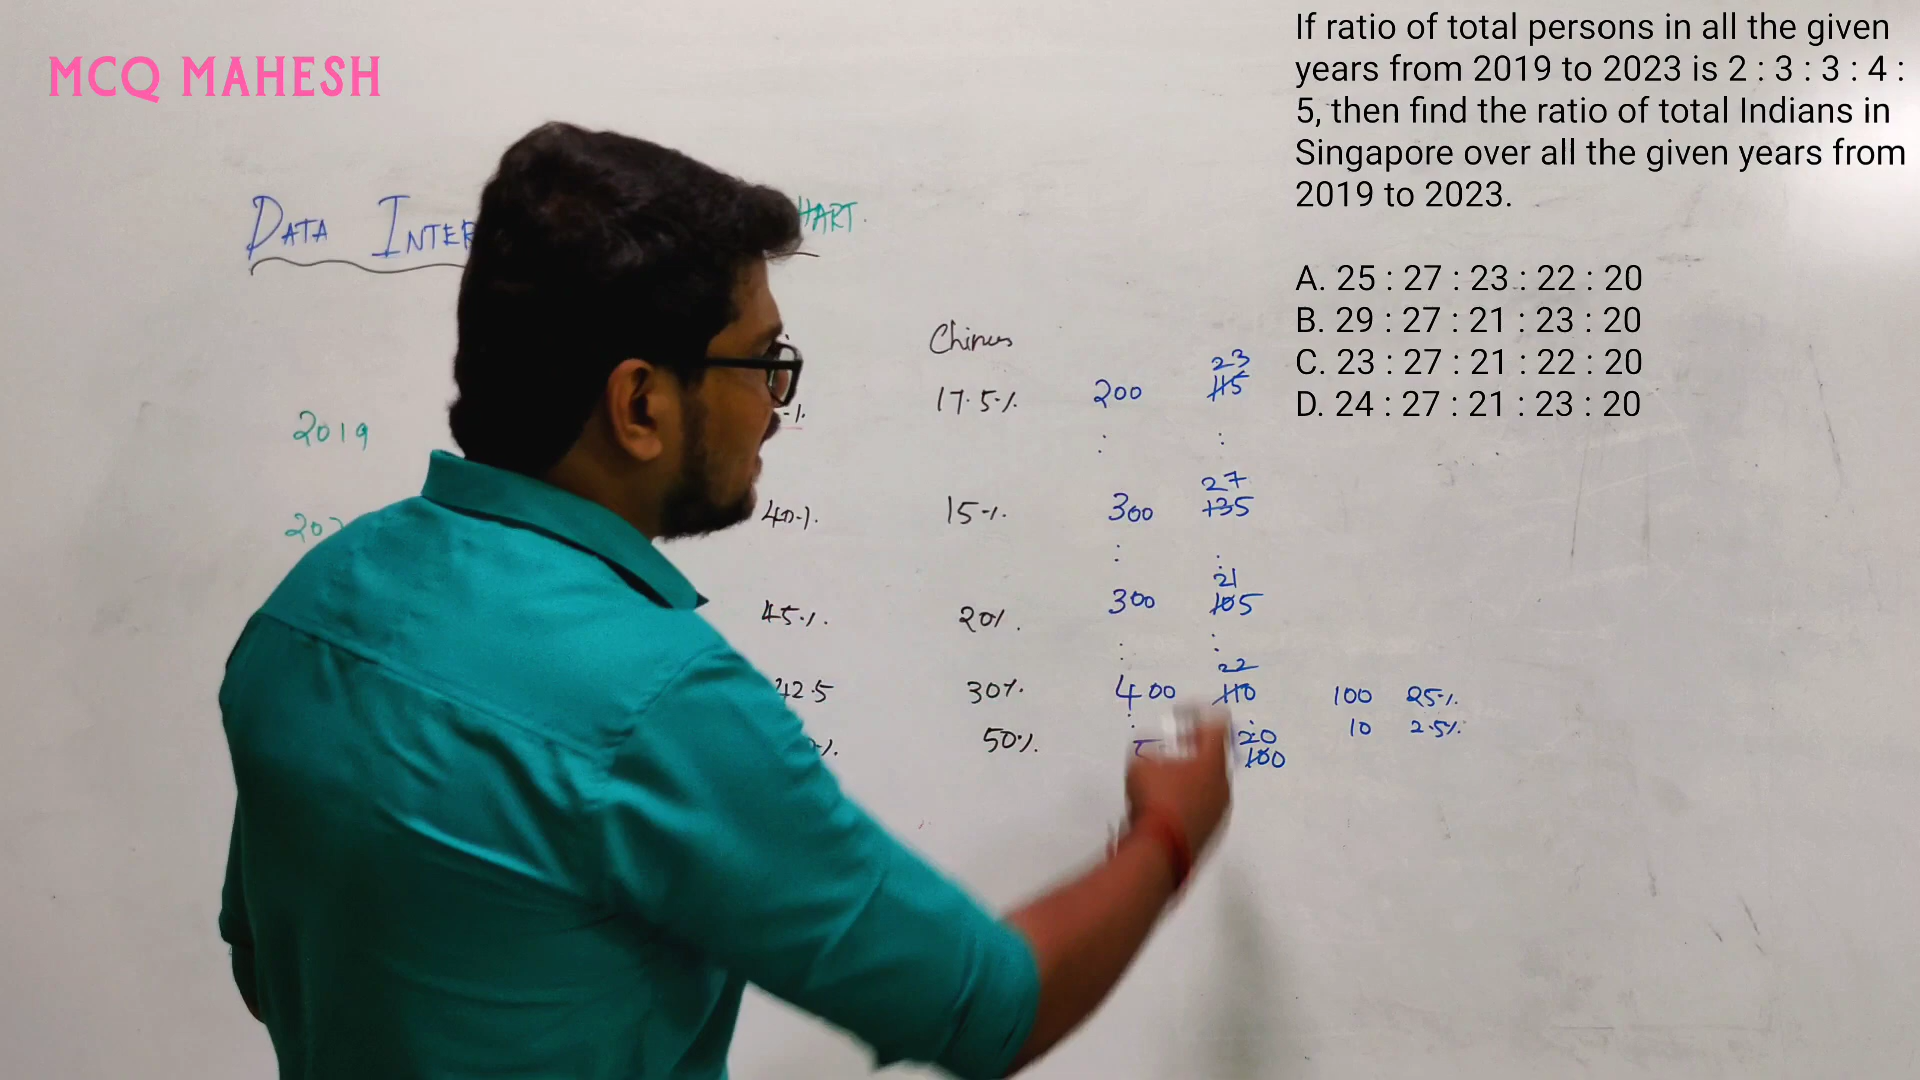 MCQ MAHESH
If ratio of total persons in all the given
years from 2019 to 2023 is 2 : 3 : 3 : 4 :
5, then find the ratio of total Indians in
Singapore over all the given years from
2019 to 2023.
A. 25 : 27 : 23 : 22 : 20
B. 29 : 27 : 21 : 23 : 20
C. 23 : 27 : 21 : 22 : 20
D. 24 : 27 : 21 : 23 : 20
DATA INTER HART.
Chines
23
2019 17.5% 200 115
: :
27
40% 15% 300 135
: :
21
45% 20% 300 105
: :
22
42.5 30% 400 110 100 25%
: 20 10 2.5%
50% 100